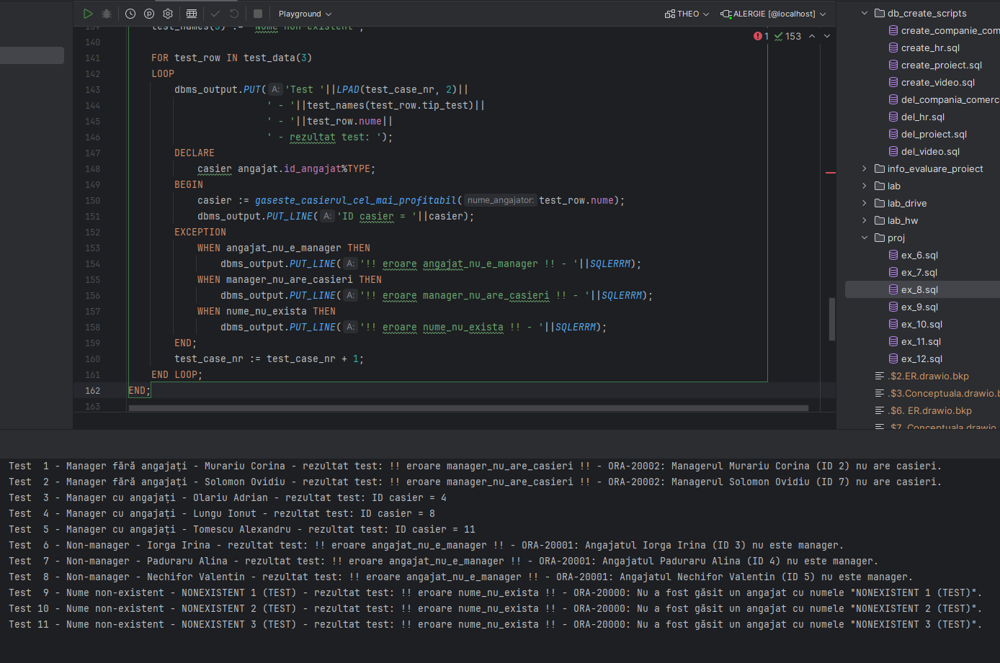 Playground
THEO
ALERGIE [@localhost]
1 153
139 test_names(3) := 'Nume non-existent';
140
141 FOR test_row IN test_data(3)
142 LOOP
143 dbms_output.PUT( A: 'Test '||LPAD(test_case_nr, 2)||
144 ' - '||test_names(test_row.tip_test)||
145 ' - '||test_row.nume||
146 ' - rezultat test: ');
147 DECLARE
148 casier angajat.id_angajat%TYPE;
149 BEGIN
150 casier := gaseste_casierul_cel_mai_profitabil( nume_angajator: test_row.nume);
151 dbms_output.PUT_LINE( A: 'ID casier = '||casier);
152 EXCEPTION
153 WHEN angajat_nu_e_manager THEN
154 dbms_output.PUT_LINE( A: '!! eroare angajat_nu_e_manager !! - '||SQLERRM);
155 WHEN manager_nu_are_casieri THEN
156 dbms_output.PUT_LINE( A: '!! eroare manager_nu_are_casieri !! - '||SQLERRM);
157 WHEN nume_nu_exista THEN
158 dbms_output.PUT_LINE( A: '!! eroare nume_nu_exista !! - '||SQLERRM);
159 END;
160 test_case_nr := test_case_nr + 1;
161 END LOOP;
162 END;
163
db_create_scripts
create_companie_com
create_hr.sql
create_proiect.sql
create_video.sql
del_compania_comerc
del_hr.sql
del_proiect.sql
del_video.sql
info_evaluare_proiect
lab
lab_drive
lab_hw
proj
ex_6.sql
ex_7.sql
ex_8.sql
ex_9.sql
ex_10.sql
ex_11.sql
ex_12.sql
.$2.ER.drawio.bkp
.$3.Conceptuala.drawio.b
.$6. ER.drawio.bkp
.$7. Conceptuala.drawio
Test  1 - Manager fără angajați - Murariu Corina - rezultat test: !! eroare manager_nu_are_casieri !! - ORA-20002: Managerul Murariu Corina (ID 2) nu are casieri.
Test  2 - Manager fără angajați - Solomon Ovidiu - rezultat test: !! eroare manager_nu_are_casieri !! - ORA-20002: Managerul Solomon Ovidiu (ID 7) nu are casieri.
Test  3 - Manager cu angajați - Olariu Adrian - rezultat test: ID casier = 4
Test  4 - Manager cu angajați - Lungu Ionut - rezultat test: ID casier = 8
Test  5 - Manager cu angajați - Tomescu Alexandru - rezultat test: ID casier = 11
Test  6 - Non-manager - Iorga Irina - rezultat test: !! eroare angajat_nu_e_manager !! - ORA-20001: Angajatul Iorga Irina (ID 3) nu este manager.
Test  7 - Non-manager - Paduraru Alina - rezultat test: !! eroare angajat_nu_e_manager !! - ORA-20001: Angajatul Paduraru Alina (ID 4) nu este manager.
Test  8 - Non-manager - Nechifor Valentin - rezultat test: !! eroare angajat_nu_e_manager !! - ORA-20001: Angajatul Nechifor Valentin (ID 5) nu este manager.
Test  9 - Nume non-existent - NONEXISTENT 1 (TEST) - rezultat test: !! eroare nume_nu_exista !! - ORA-20000: Nu a fost găsit un angajat cu numele "NONEXISTENT 1 (TEST)".
Test 10 - Nume non-existent - NONEXISTENT 2 (TEST) - rezultat test: !! eroare nume_nu_exista !! - ORA-20000: Nu a fost găsit un angajat cu numele "NONEXISTENT 2 (TEST)".
Test 11 - Nume non-existent - NONEXISTENT 3 (TEST) - rezultat test: !! eroare nume_nu_exista !! - ORA-20000: Nu a fost găsit un angajat cu numele "NONEXISTENT 3 (TEST)".